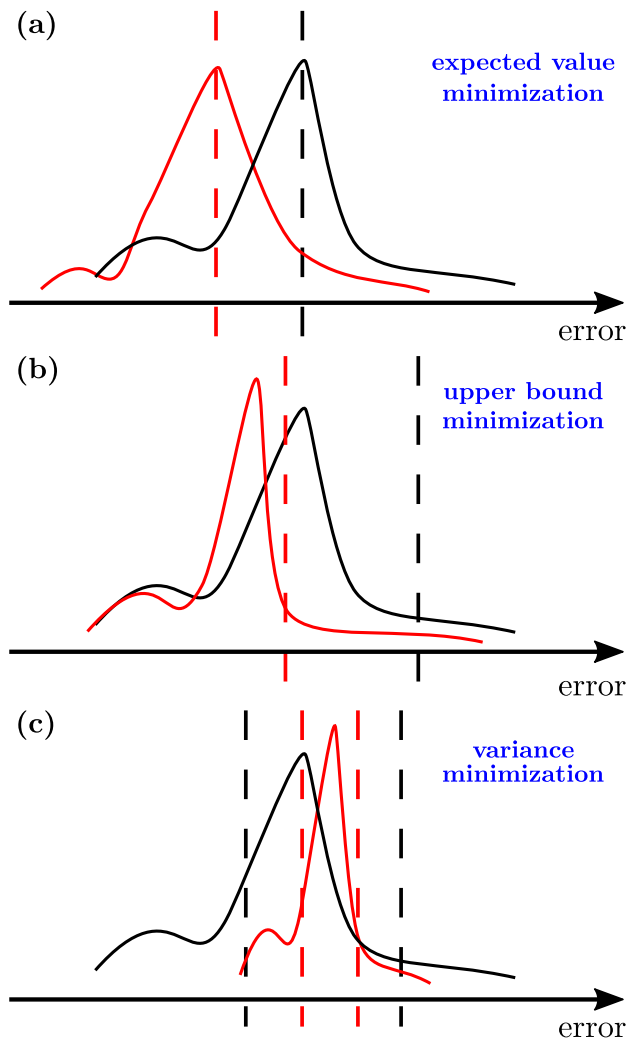 (a)
expected value
minimization
error
(b)
upper bound
minimization
error
(c)
variance
minimization
error